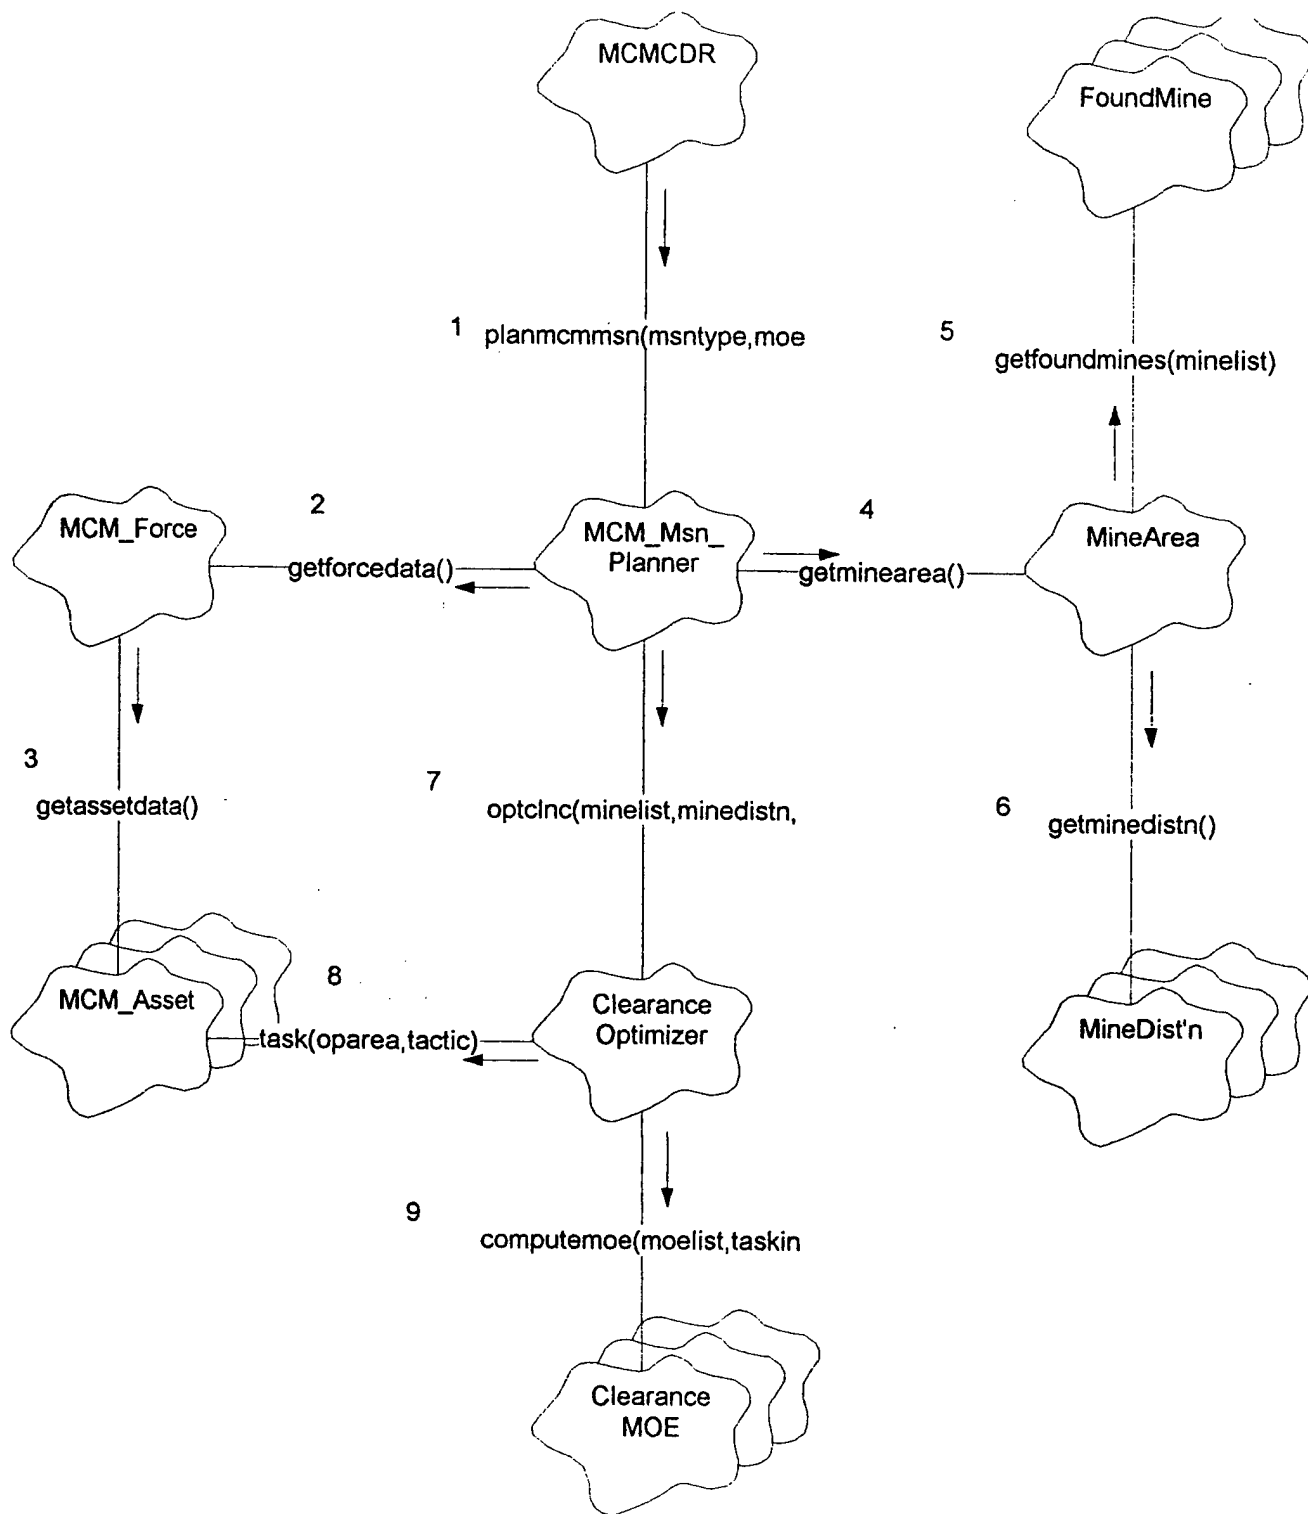 MCMCDR
FoundMine
1
planmcmmsn(msntype,moe
5
getfoundmines(minelist)
MCM_Force
2
getforcedata()
MCM_Msn_
Planner
4
getminearea()
MineArea
3
getassetdata()
7
optclnc(minelist,minedistn,
6
getminedistn()
MCM_Asset
8
task(oparea,tactic)
Clearance
Optimizer
MineDist'n
9
computemoe(moelist,taskin
Clearance
MOE